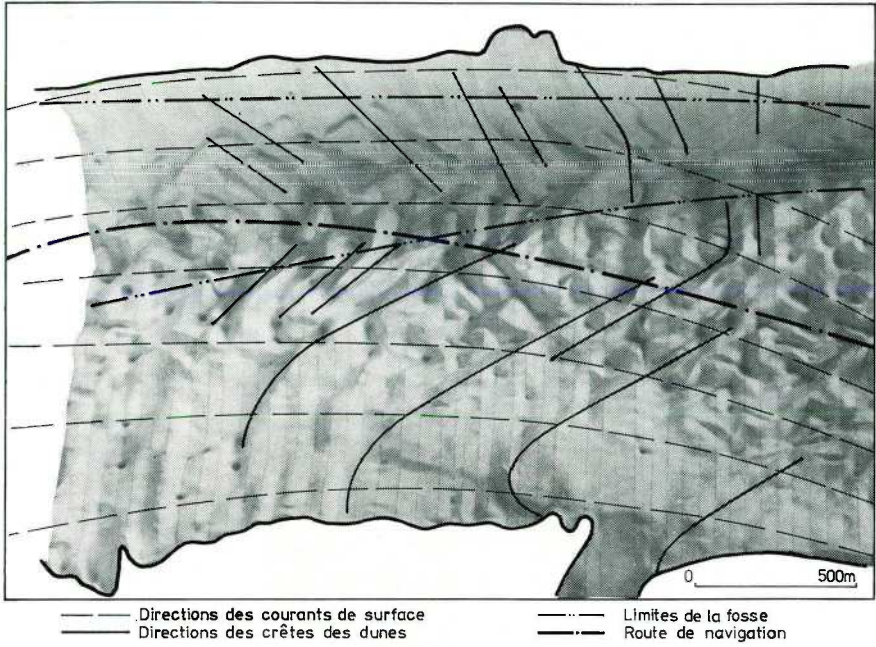 0 500m
Directions des courants de surface
Directions des crêtes des dunes
Limites de la fosse
Route de navigation